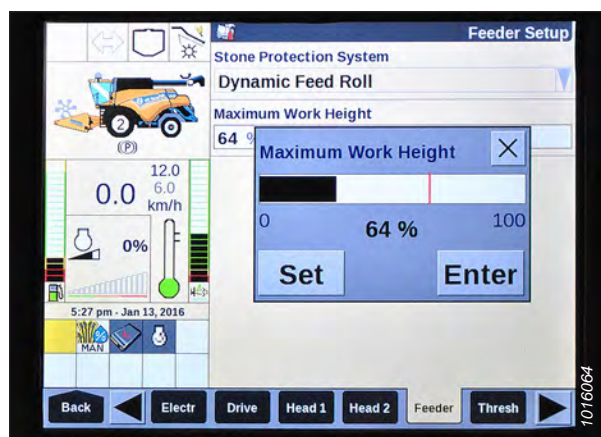 Feeder Setup
Stone Protection System
Dynamic Feed Roll
Maximum Work Height
64 %
Maximum Work Height
0
64 %
100
Set
Enter
2
(P)
12.0
6.0
0.0
km/h
0%
5:27 pm - Jan 13, 2016
MAN
Back
Electr
Drive
Head 1
Head 2
Feeder
Thresh
1016064